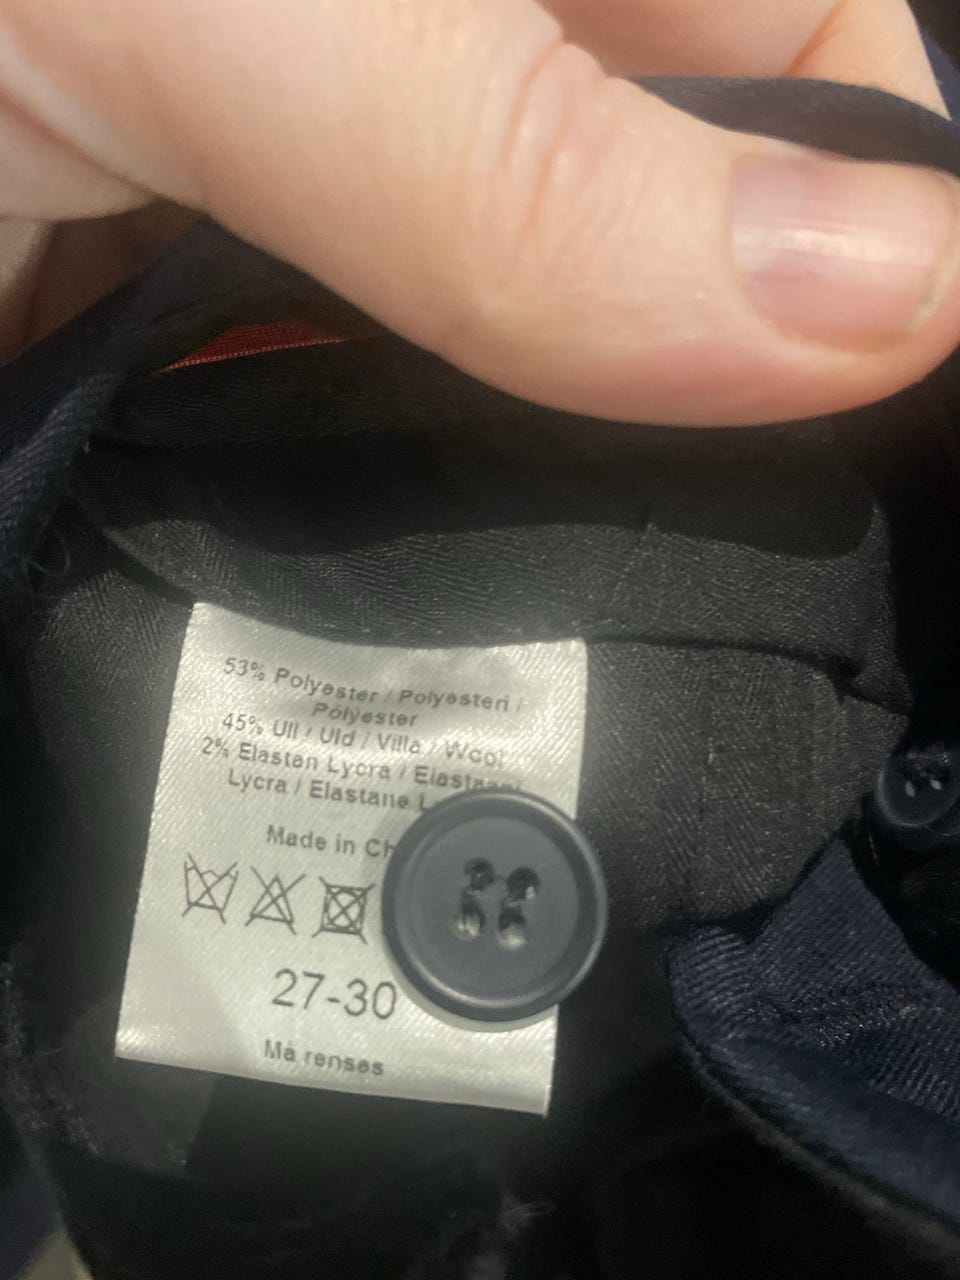 53% Polyester / Polyesteri /
Polyester
45% Ull / Uld / Villa / Wool
2% Elastan Lycra / Elastaani
Lycra / Elastane
Made in
27-30
Må renses